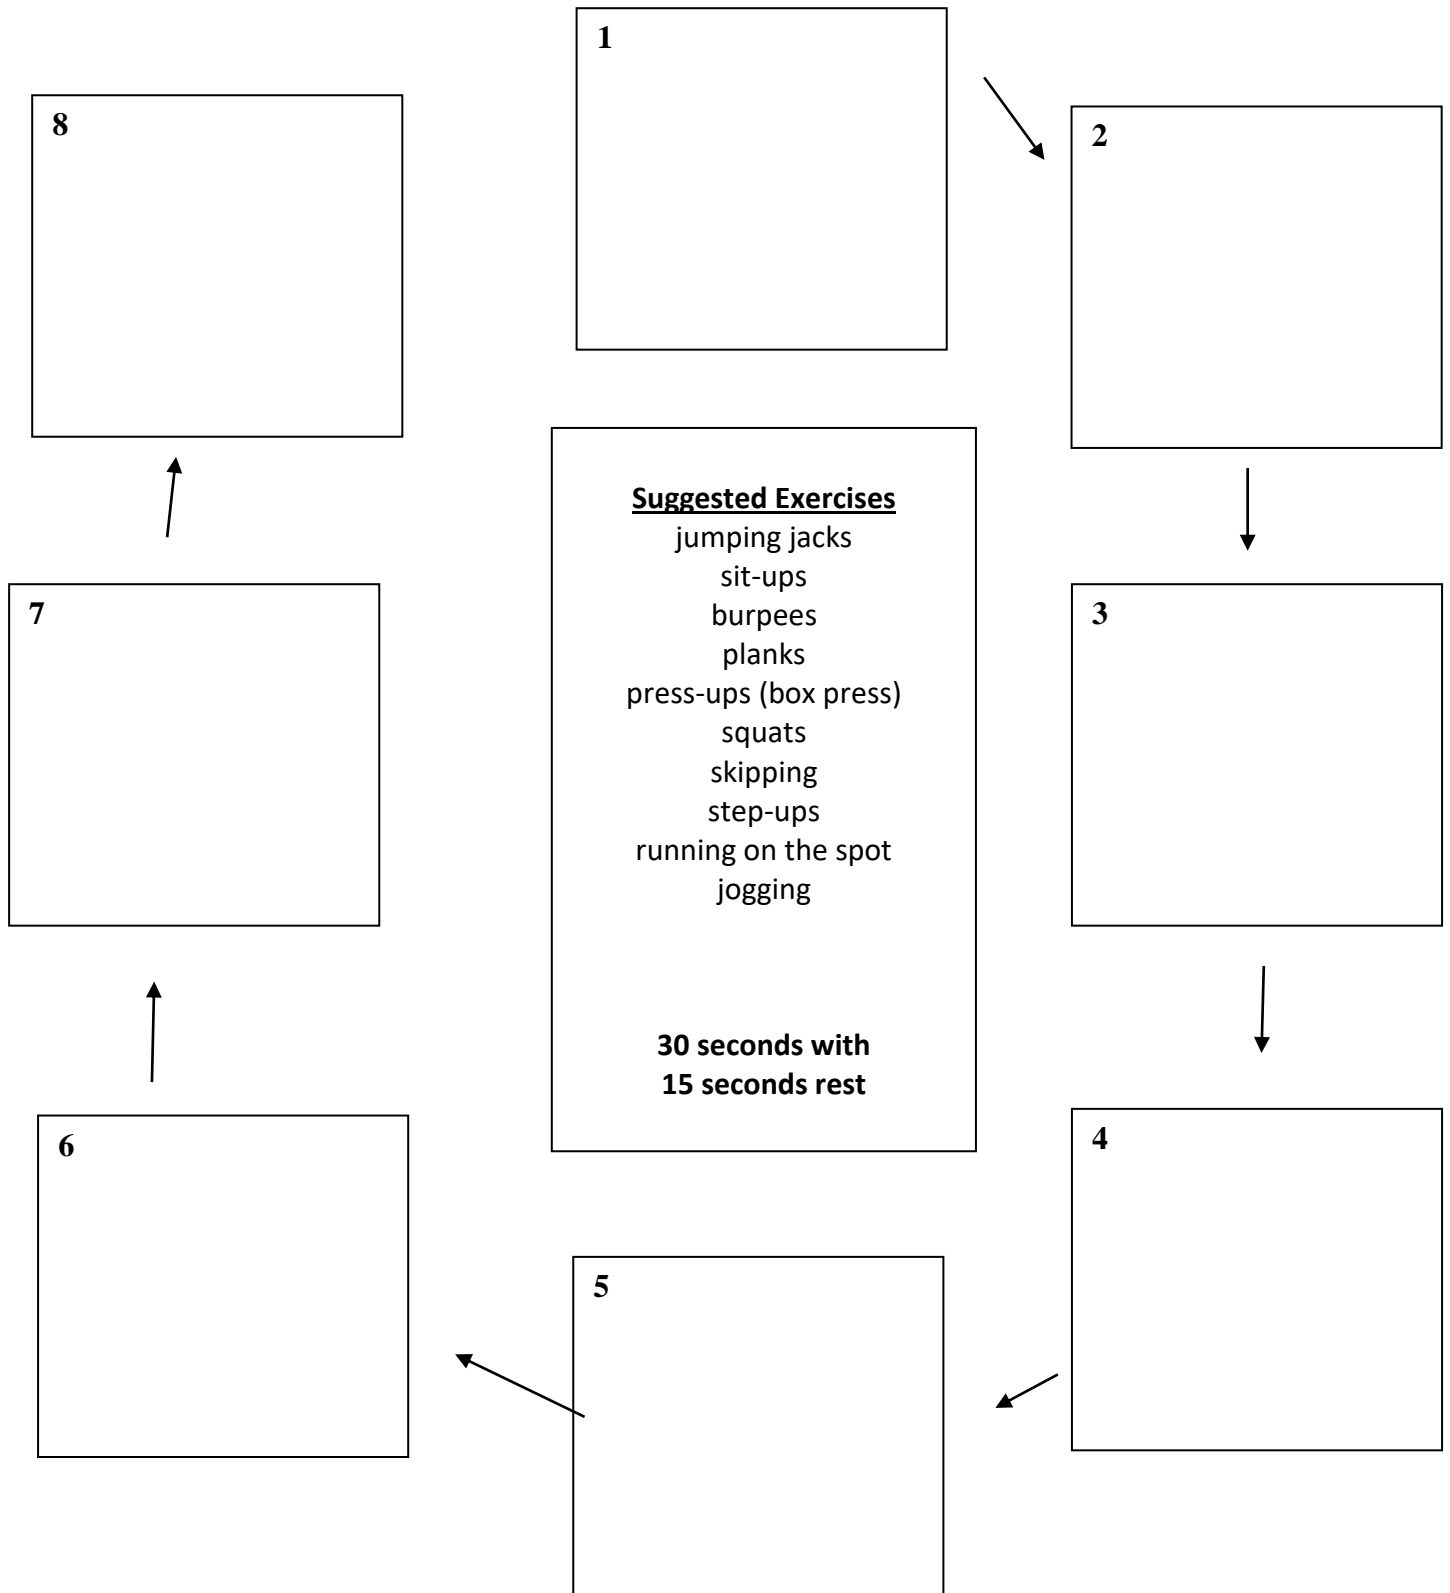 1
8
2
Suggested Exercises
jumping jacks
sit-ups
burpees
planks
press-ups (box press)
squats
skipping
step-ups
running on the spot
jogging
7
3
30 seconds with
15 seconds rest
6
4
5